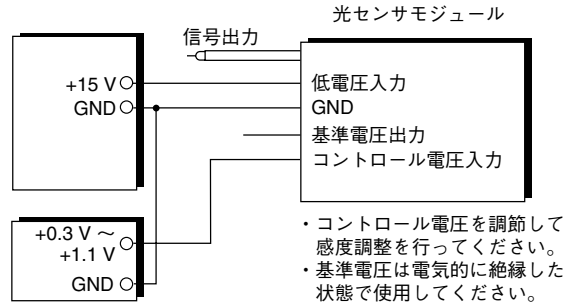 光センサモジュール
信号出力
+15 V
GND
低電圧入力
GND
基準電圧出力
コントロール電圧入力
+0.3 V ～
+1.1 V
GND
・コントロール電圧を調節して
感度調整を行ってください。
・基準電圧は電気的に絶縁した
状態で使用してください。